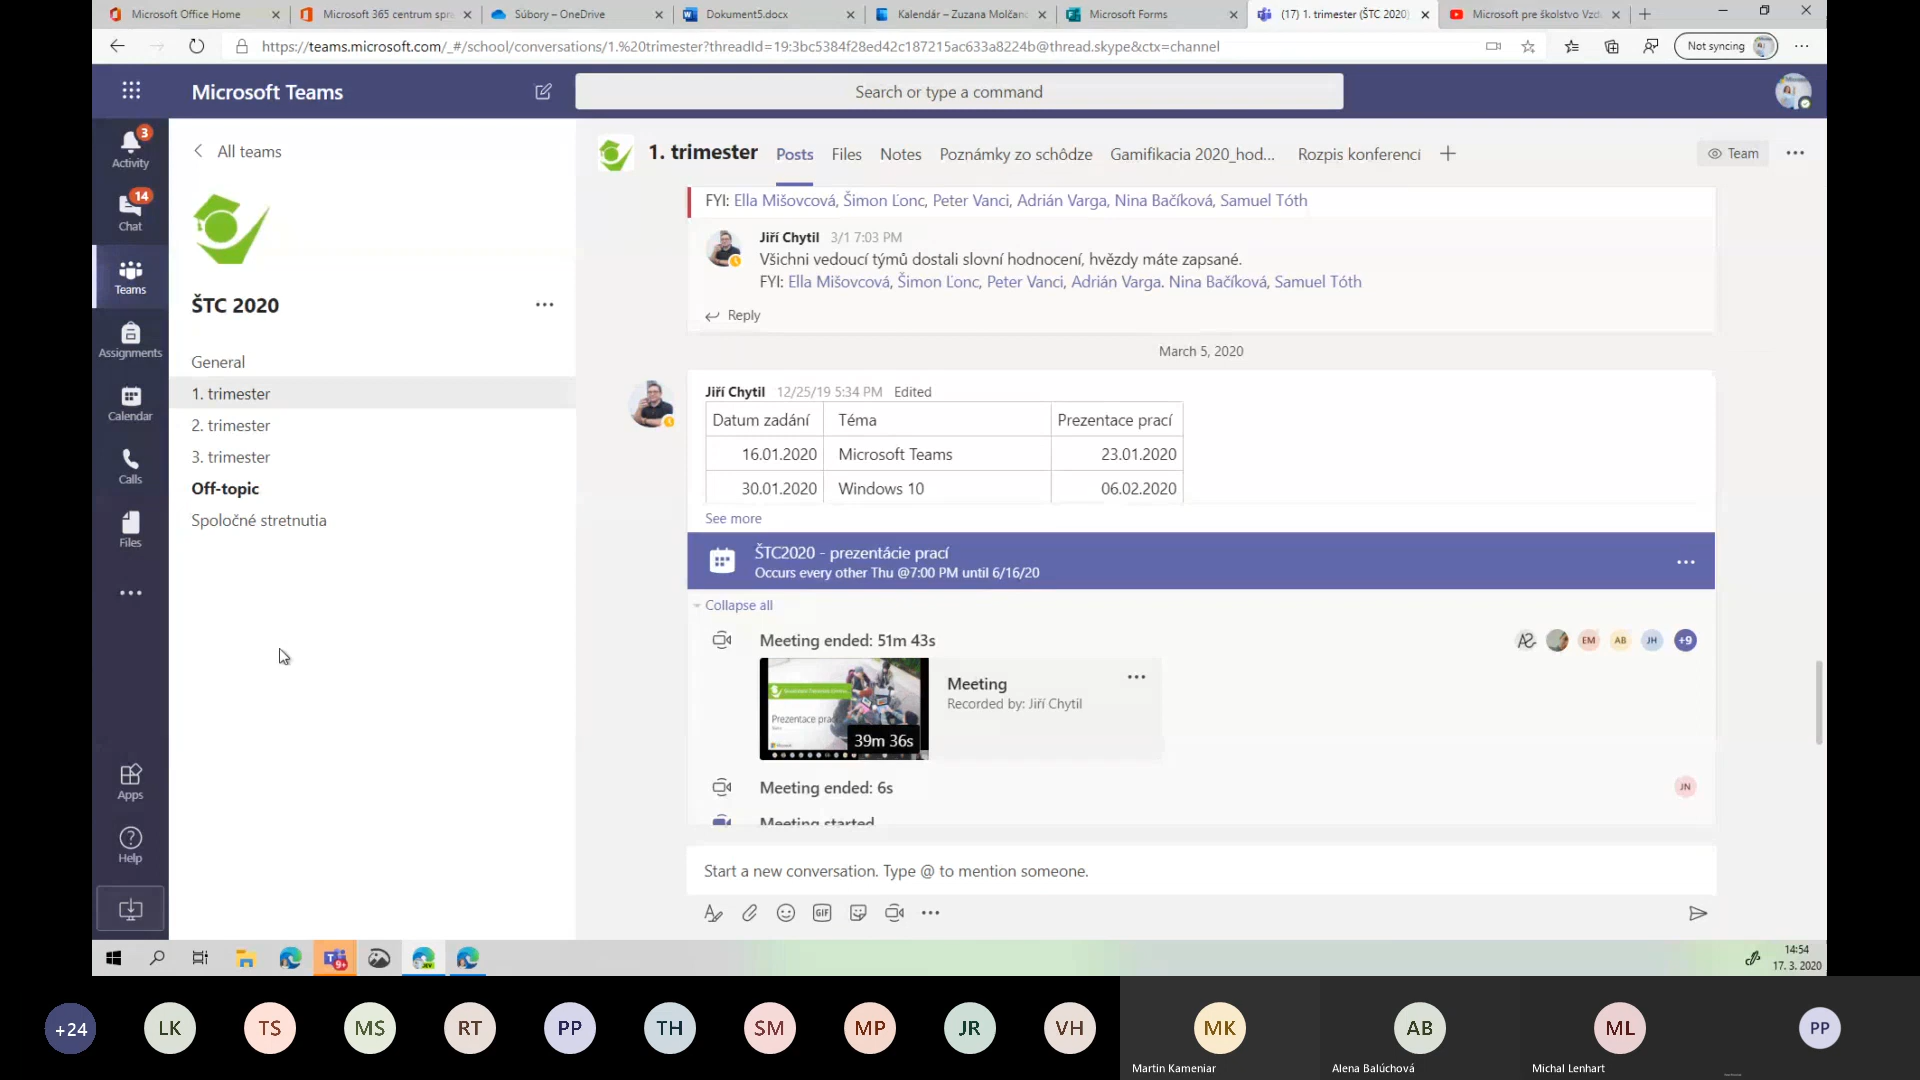 Microsoft Office Home
Microsoft 365 centrum spr
Súbory – OneDrive
Dokument5.docx
Kalendár – Zuzana Molčan
Microsoft Forms
(17) 1. trimester (ŠTC 2020)
Microsoft pre školstvo Vzd
https://teams.microsoft.com/_#/school/conversations/1.%20trimester?threadId=19:3bc5384f28ed42c187215ac633a8224b@thread.skype&ctx=channel
Not syncing
Microsoft Teams
Search or type a command
3
Activity
14
Chat
Teams
Assignments
Calendar
Calls
Files
Apps
Help
All teams
ŠTC 2020
General
1. trimester
2. trimester
3. trimester
Off-topic
Spoločné stretnutia
1. trimester
Posts
Files
Notes
Poznámky zo schôdze
Gamifikacia 2020_hod...
Rozpis konferencí
Team
FYI: Ella Mišovcová, Šimon Ľonc, Peter Vanci, Adrián Varga, Nina Bačíková, Samuel Tóth
Jiří Chytil 3/1 7:03 PM
Všichni vedoucí týmů dostali slovní hodnocení, hvězdy máte zapsané.
FYI: Ella Mišovcová, Šimon Ľonc, Peter Vanci, Adrián Varga. Nina Bačíková, Samuel Tóth
Reply
March 5, 2020
Jiří Chytil 12/25/19 5:34 PM Edited
Datum zadání Téma Prezentace prací
16.01.2020 Microsoft Teams 23.01.2020
30.01.2020 Windows 10 06.02.2020
See more
ŠTC2020 - prezentácie prací
Occurs every other Thu @7:00 PM until 6/16/20
Collapse all
Meeting ended: 51m 43s
EM
AB
JH
+9
Prezentace prac
39m 36s
Meeting
Recorded by: Jiří Chytil
Meeting ended: 6s
JN
Meeting started
Start a new conversation. Type @ to mention someone.
GIF
9+
14:54
17. 3. 2020
+24
LK
TS
MS
RT
PP
TH
SM
MP
JR
VH
MK
Martin Kameniar
AB
Alena Balúchová
ML
Michal Lenhart
PP